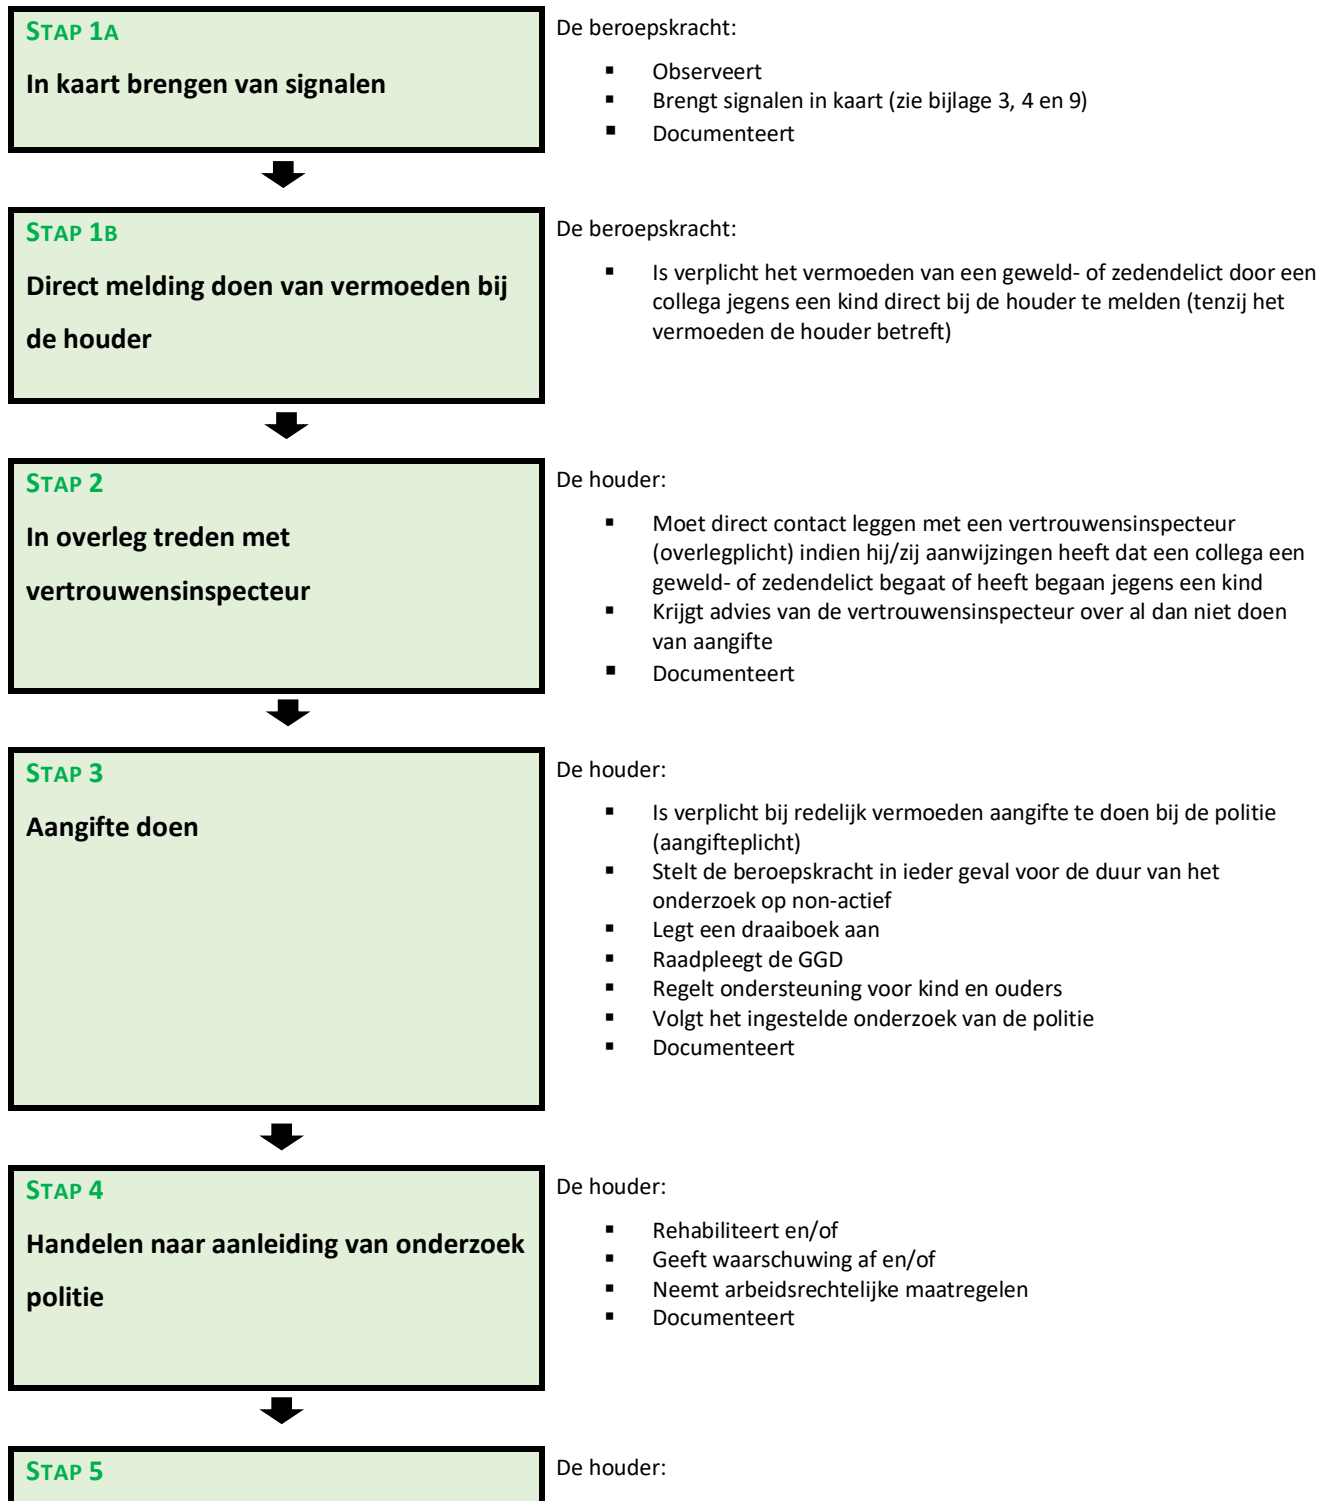 STAP 1A
In kaart brengen van signalen
De beroepskracht:
▪ Observeert
▪ Brengt signalen in kaart (zie bijlage 3, 4 en 9)
▪ Documenteert
STAP 1B
Direct melding doen van vermoeden bij
de houder
De beroepskracht:
▪ Is verplicht het vermoeden van een geweld- of zedendelict door een
collega jegens een kind direct bij de houder te melden (tenzij het
vermoeden de houder betreft)
STAP 2
In overleg treden met
vertrouwensinspecteur
De houder:
▪ Moet direct contact leggen met een vertrouwensinspecteur
(overlegplicht) indien hij/zij aanwijzingen heeft dat een collega een
geweld- of zedendelict begaat of heeft begaan jegens een kind
▪ Krijgt advies van de vertrouwensinspecteur over al dan niet doen
van aangifte
▪ Documenteert
STAP 3
Aangifte doen
De houder:
▪ Is verplicht bij redelijk vermoeden aangifte te doen bij de politie
(aangifteplicht)
▪ Stelt de beroepskracht in ieder geval voor de duur van het
onderzoek op non-actief
▪ Legt een draaiboek aan
▪ Raadpleegt de GGD
▪ Regelt ondersteuning voor kind en ouders
▪ Volgt het ingestelde onderzoek van de politie
▪ Documenteert
STAP 4
Handelen naar aanleiding van onderzoek
politie
De houder:
▪ Rehabiliteert en/of
▪ Geeft waarschuwing af en/of
▪ Neemt arbeidsrechtelijke maatregelen
▪ Documenteert
STAP 5
De houder: